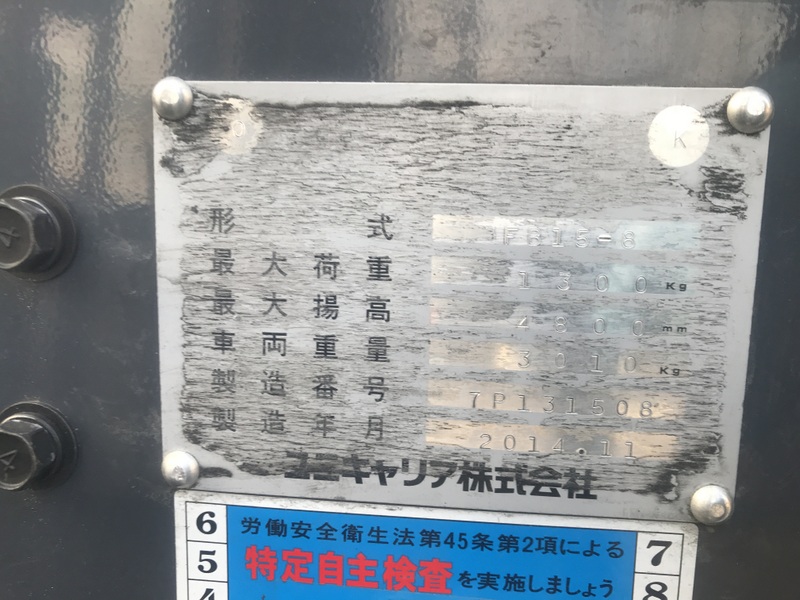 K
形式 FB15-8
最大荷重 1300 Kg
最大揚高 4800 mm
車両重量 3010 Kg
製造番号 7P131508
製造年月 2014.11
ユニキャリア株式会社
6 労働安全衛生法第45条第2項による 7
5 特定自主検査を実施しましょう 8
4
4
4